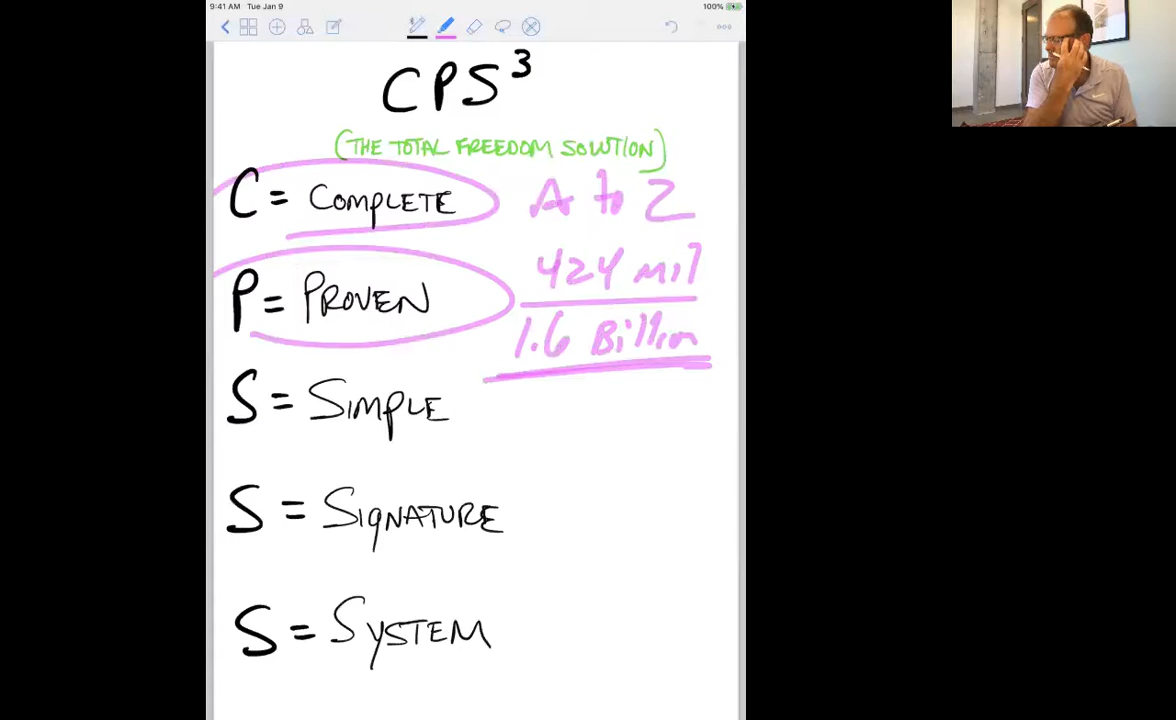 9:41 AM Tue Jan 9
100%
CPS³
(THE TOTAL FREEDOM SOLUTION)
C = COMPLETE
A to Z
P = PROVEN
424 mil
1.6 Billion
S = SIMPLE
S = SIGNATURE
S = SYSTEM